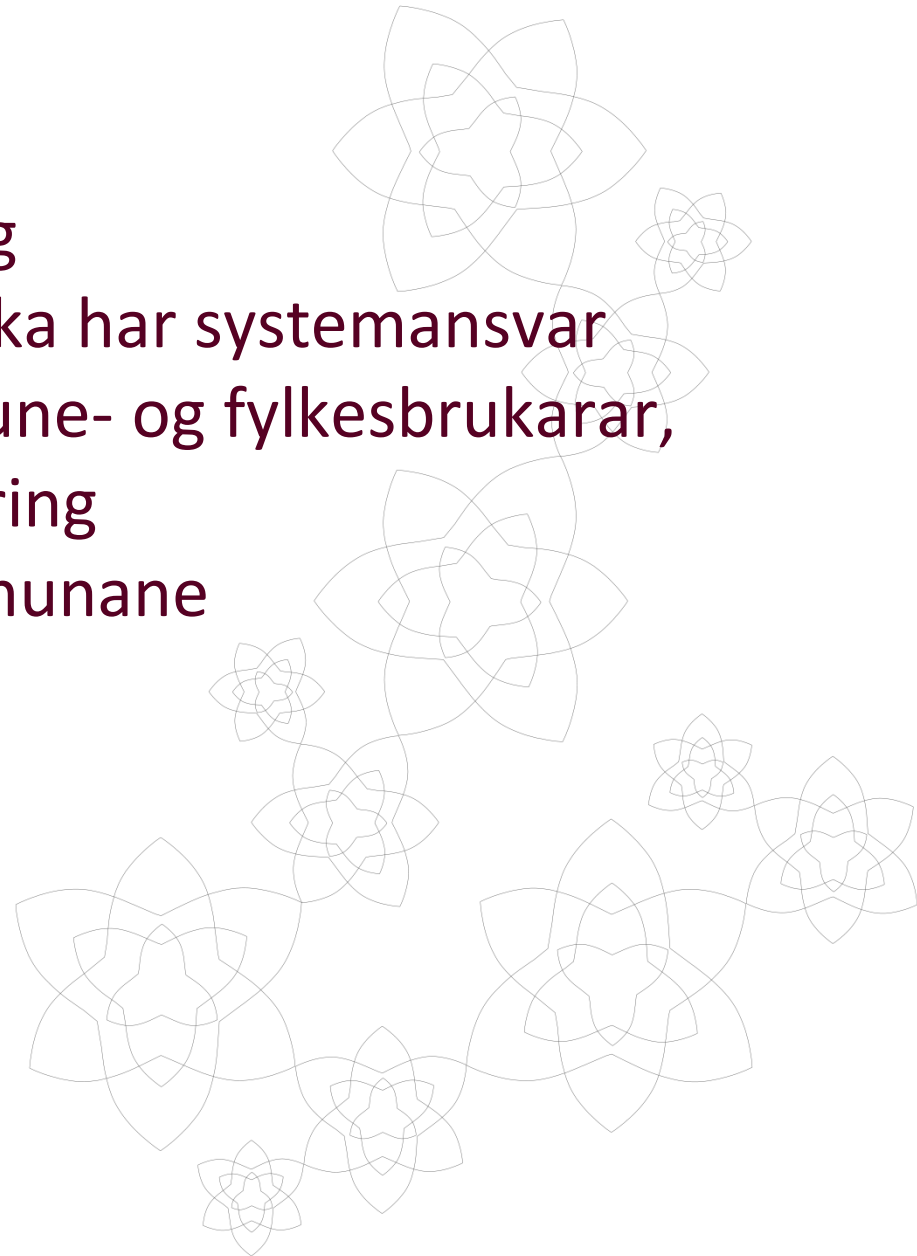 g
ka har systemansvar
une- og fylkesbrukarar,
ring
nunane